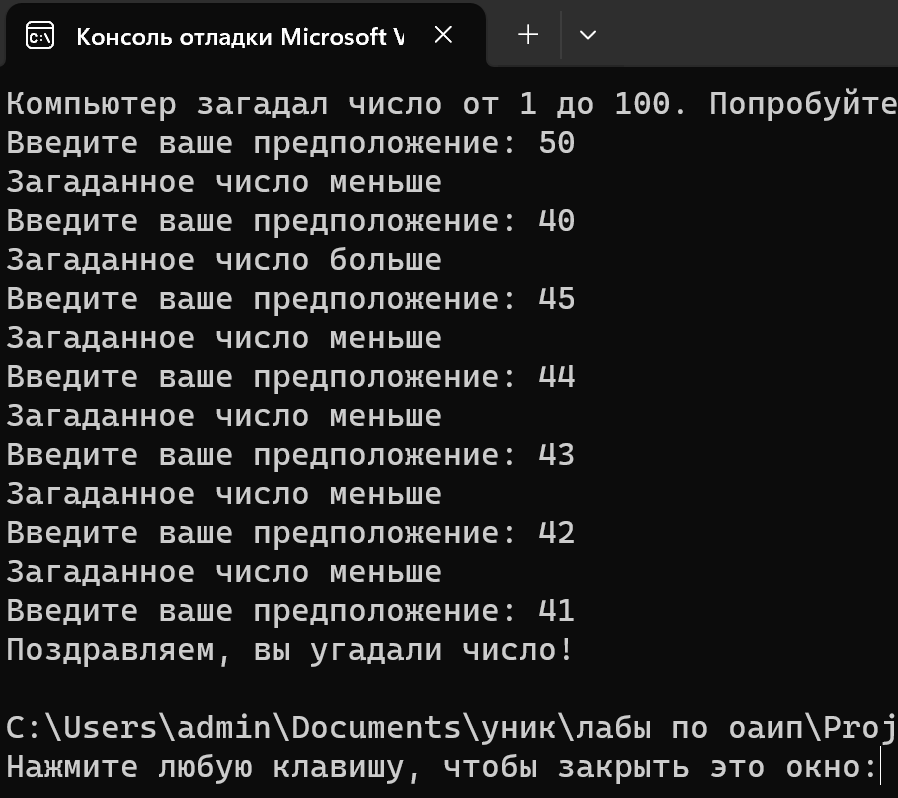 Консоль отладки Microsoft V
Компьютер загадал число от 1 до 100. Попробуйте
Введите ваше предположение: 50
Загаданное число меньше
Введите ваше предположение: 40
Загаданное число больше
Введите ваше предположение: 45
Загаданное число меньше
Введите ваше предположение: 44
Загаданное число меньше
Введите ваше предположение: 43
Загаданное число меньше
Введите ваше предположение: 42
Загаданное число меньше
Введите ваше предположение: 41
Поздравляем, вы угадали число!
C:\Users\admin\Documents\уник\лабы по оаип\Proj
Нажмите любую клавишу, чтобы закрыть это окно: